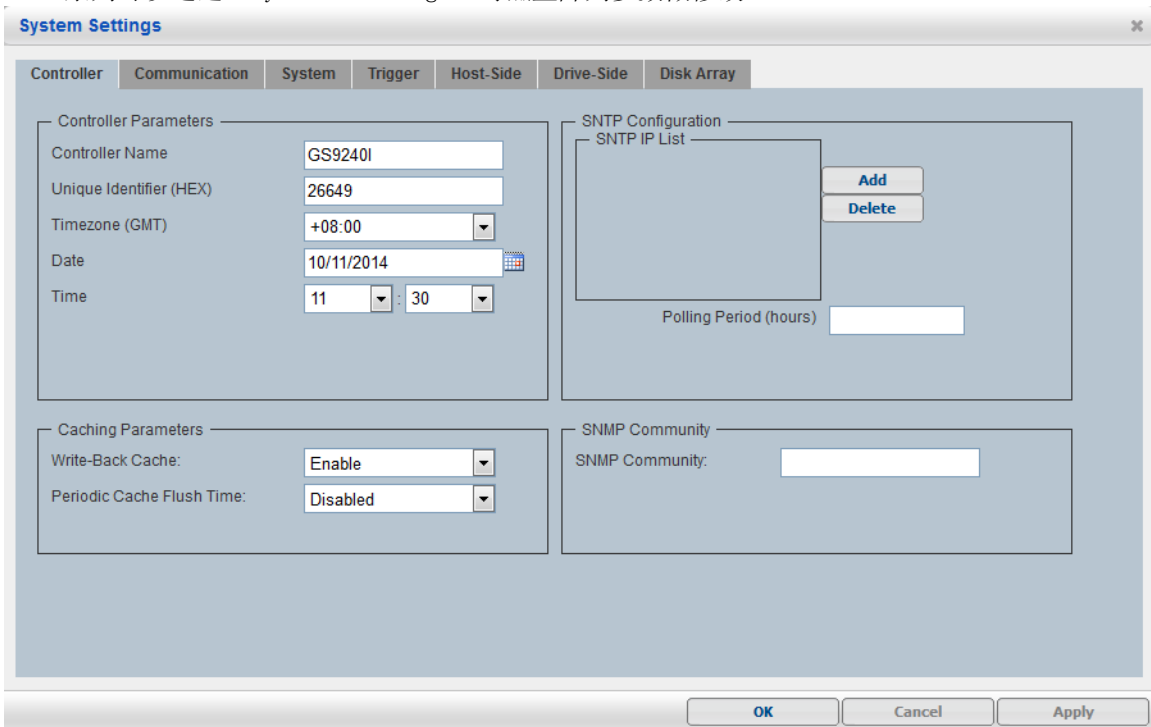 System Settings
Controller Communication System Trigger Host-Side Drive-Side Disk Array
Controller Parameters
Controller Name GS9240I
Unique Identifier (HEX) 26649
Timezone (GMT) +08:00
Date 10/11/2014
Time 11 : 30
SNTP Configuration
SNTP IP List
Add
Delete
Polling Period (hours)
Caching Parameters
Write-Back Cache: Enable
Periodic Cache Flush Time: Disabled
SNMP Community
SNMP Community:
OK Cancel Apply